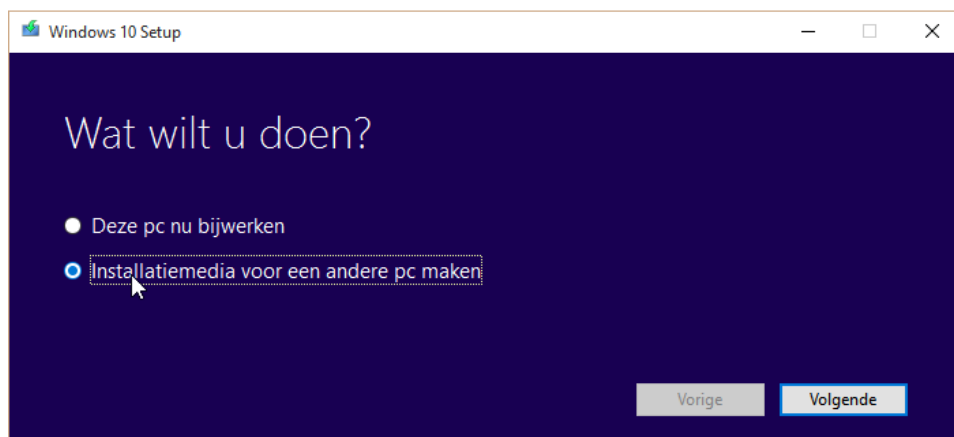 Windows 10 Setup
Wat wilt u doen?
Deze pc nu bijwerken
Installatiemedia voor een andere pc maken
Vorige
Volgende